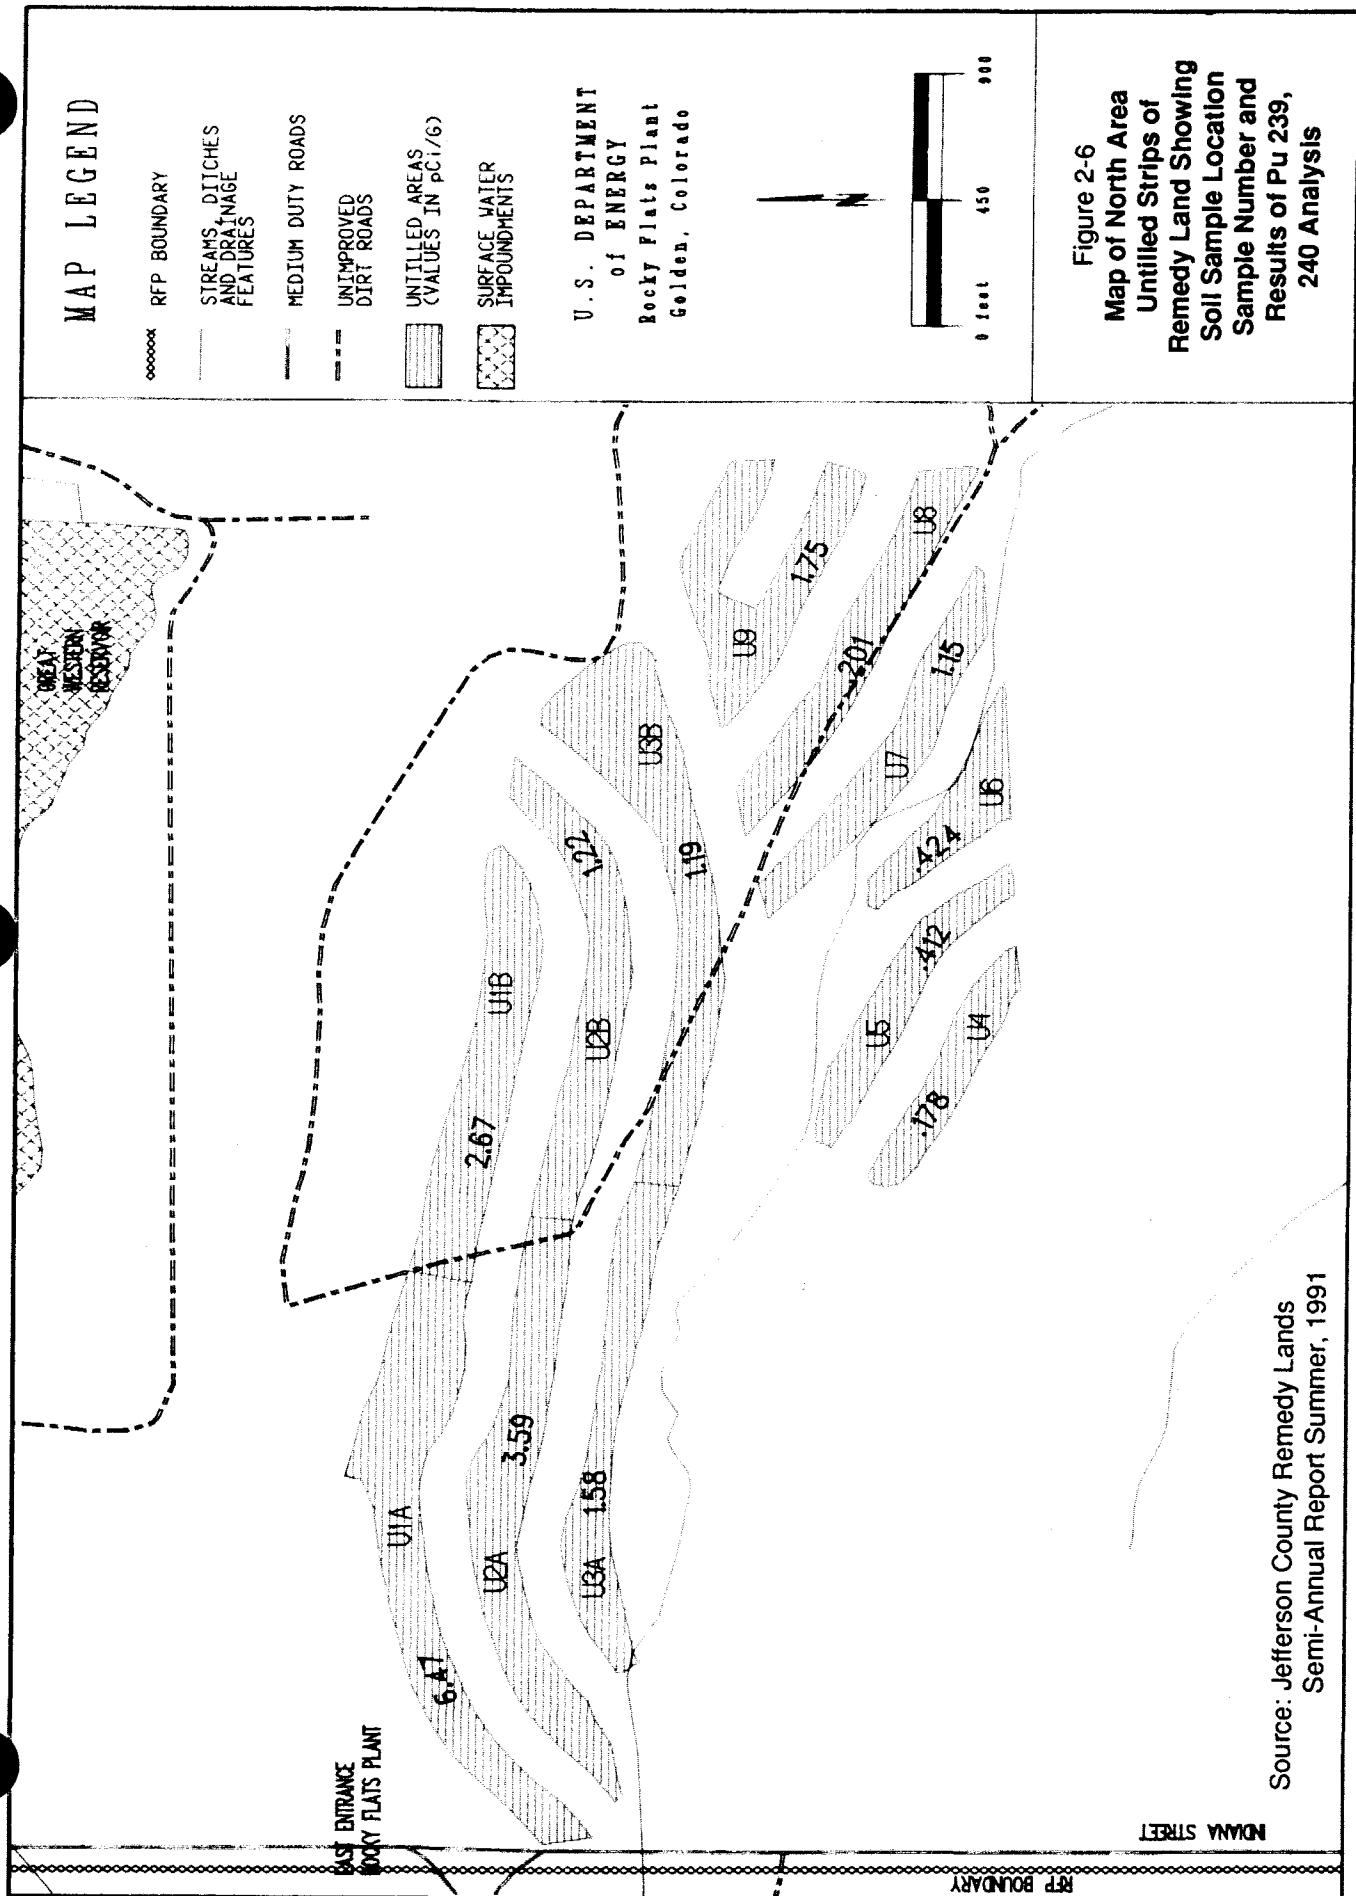 MAP LEGEND
RFP BOUNDARY
STREAMS, DITCHES
AND DRAINAGE
FEATURES
MEDIUM DUTY ROADS
UNIMPROVED
DIRT ROADS
UNTILLED AREAS
(VALUES IN pCi/G)
SURFACE WATER
IMPOUNDMENTS
U.S. DEPARTMENT
of ENERGY
Rocky Flats Plant
Golden, Colorado
N
0 feet 450 900
Figure 2-6
Map of North Area
Untilled Strips of
Remedy Land Showing
Soil Sample Location
Sample Number and
Results of Pu 239,
240 Analysis
GREAT
WESTERN
RESERVOIR
EAST ENTRANCE
ROCKY FLATS PLANT
U1A
6.47
U1B
2.67
U2A
3.59
U2B
1.22
U3A
1.58
U3B
1.19
U4
.178
U5
.412
U6
.424
U7
1.15
U8
.201
U9
1.75
INDIANA STREET
RFP BOUNDARY
Source: Jefferson County Remedy Lands
Semi-Annual Report Summer, 1991